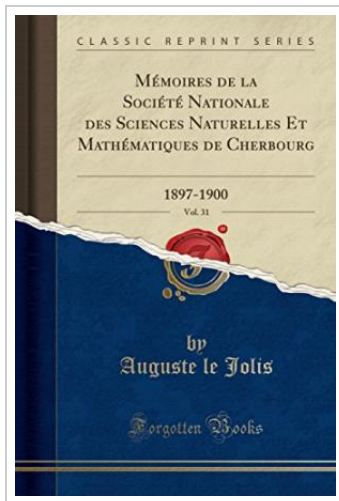 CLASSIC REPRINT SERIES
MÉMOIRES DE LA
SOCIÉTÉ NATIONALE
DES SCIENCES NATURELLES ET
MATHÉMATIQUES DE CHERBOURG
1897-1900
Vol. 31
by
Auguste le Jolis
Forgotten Books